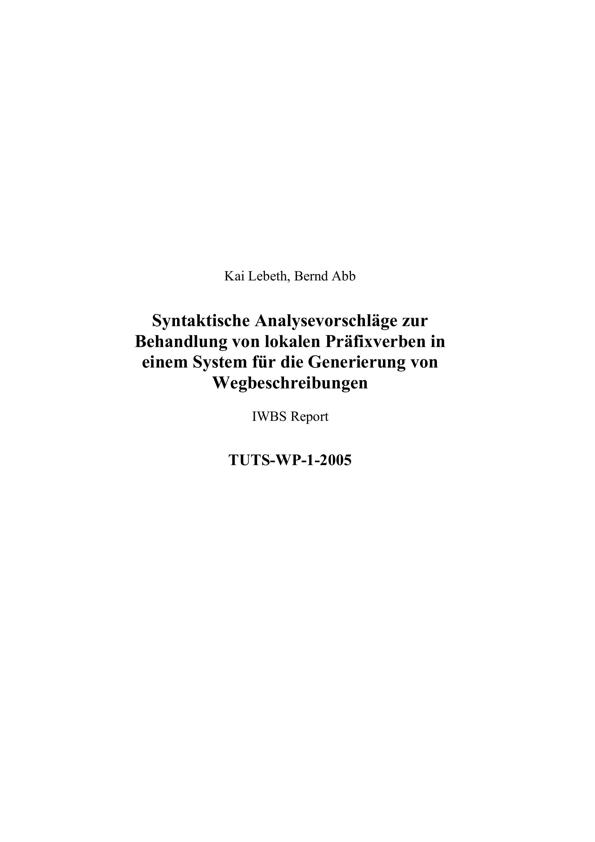 Kai Lebeth, Bernd Abb
Syntaktische Analysevorschläge zur
Behandlung von lokalen Präfixverben in
einem System für die Generierung von
Wegbeschreibungen
IWBS Report
TUTS-WP-1-2005